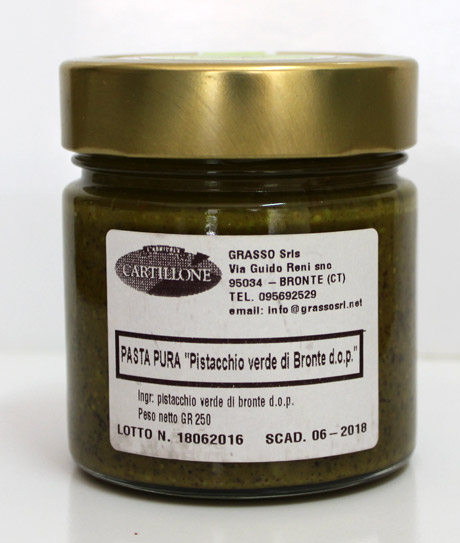 L'AGRICOLA
CARTILLONE
GRASSO Srls
Via Guido Reni snc
95034 – BRONTE (CT)
TEL. 095692529
email: info@grassosrl.net
PASTA PURA "Pistacchio verde di Bronte d.o.p."
Ingr: pistacchio verde di bronte d.o.p.
Peso netto GR 250
LOTTO N. 18062016 SCAD. 06-2018